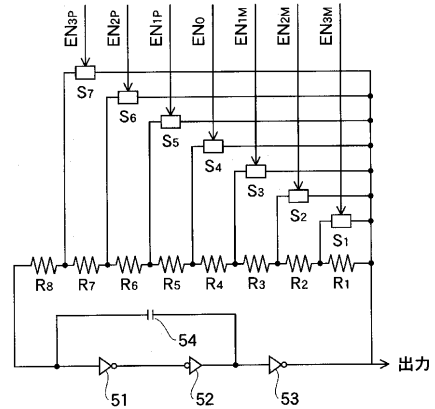 EN3P EN2P EN1P EN0 EN1M EN2M EN3M
S7
S6
S5
S4
S3
S2
S1
R8 R7 R6 R5 R4 R3 R2 R1
54
51 52 53
出力